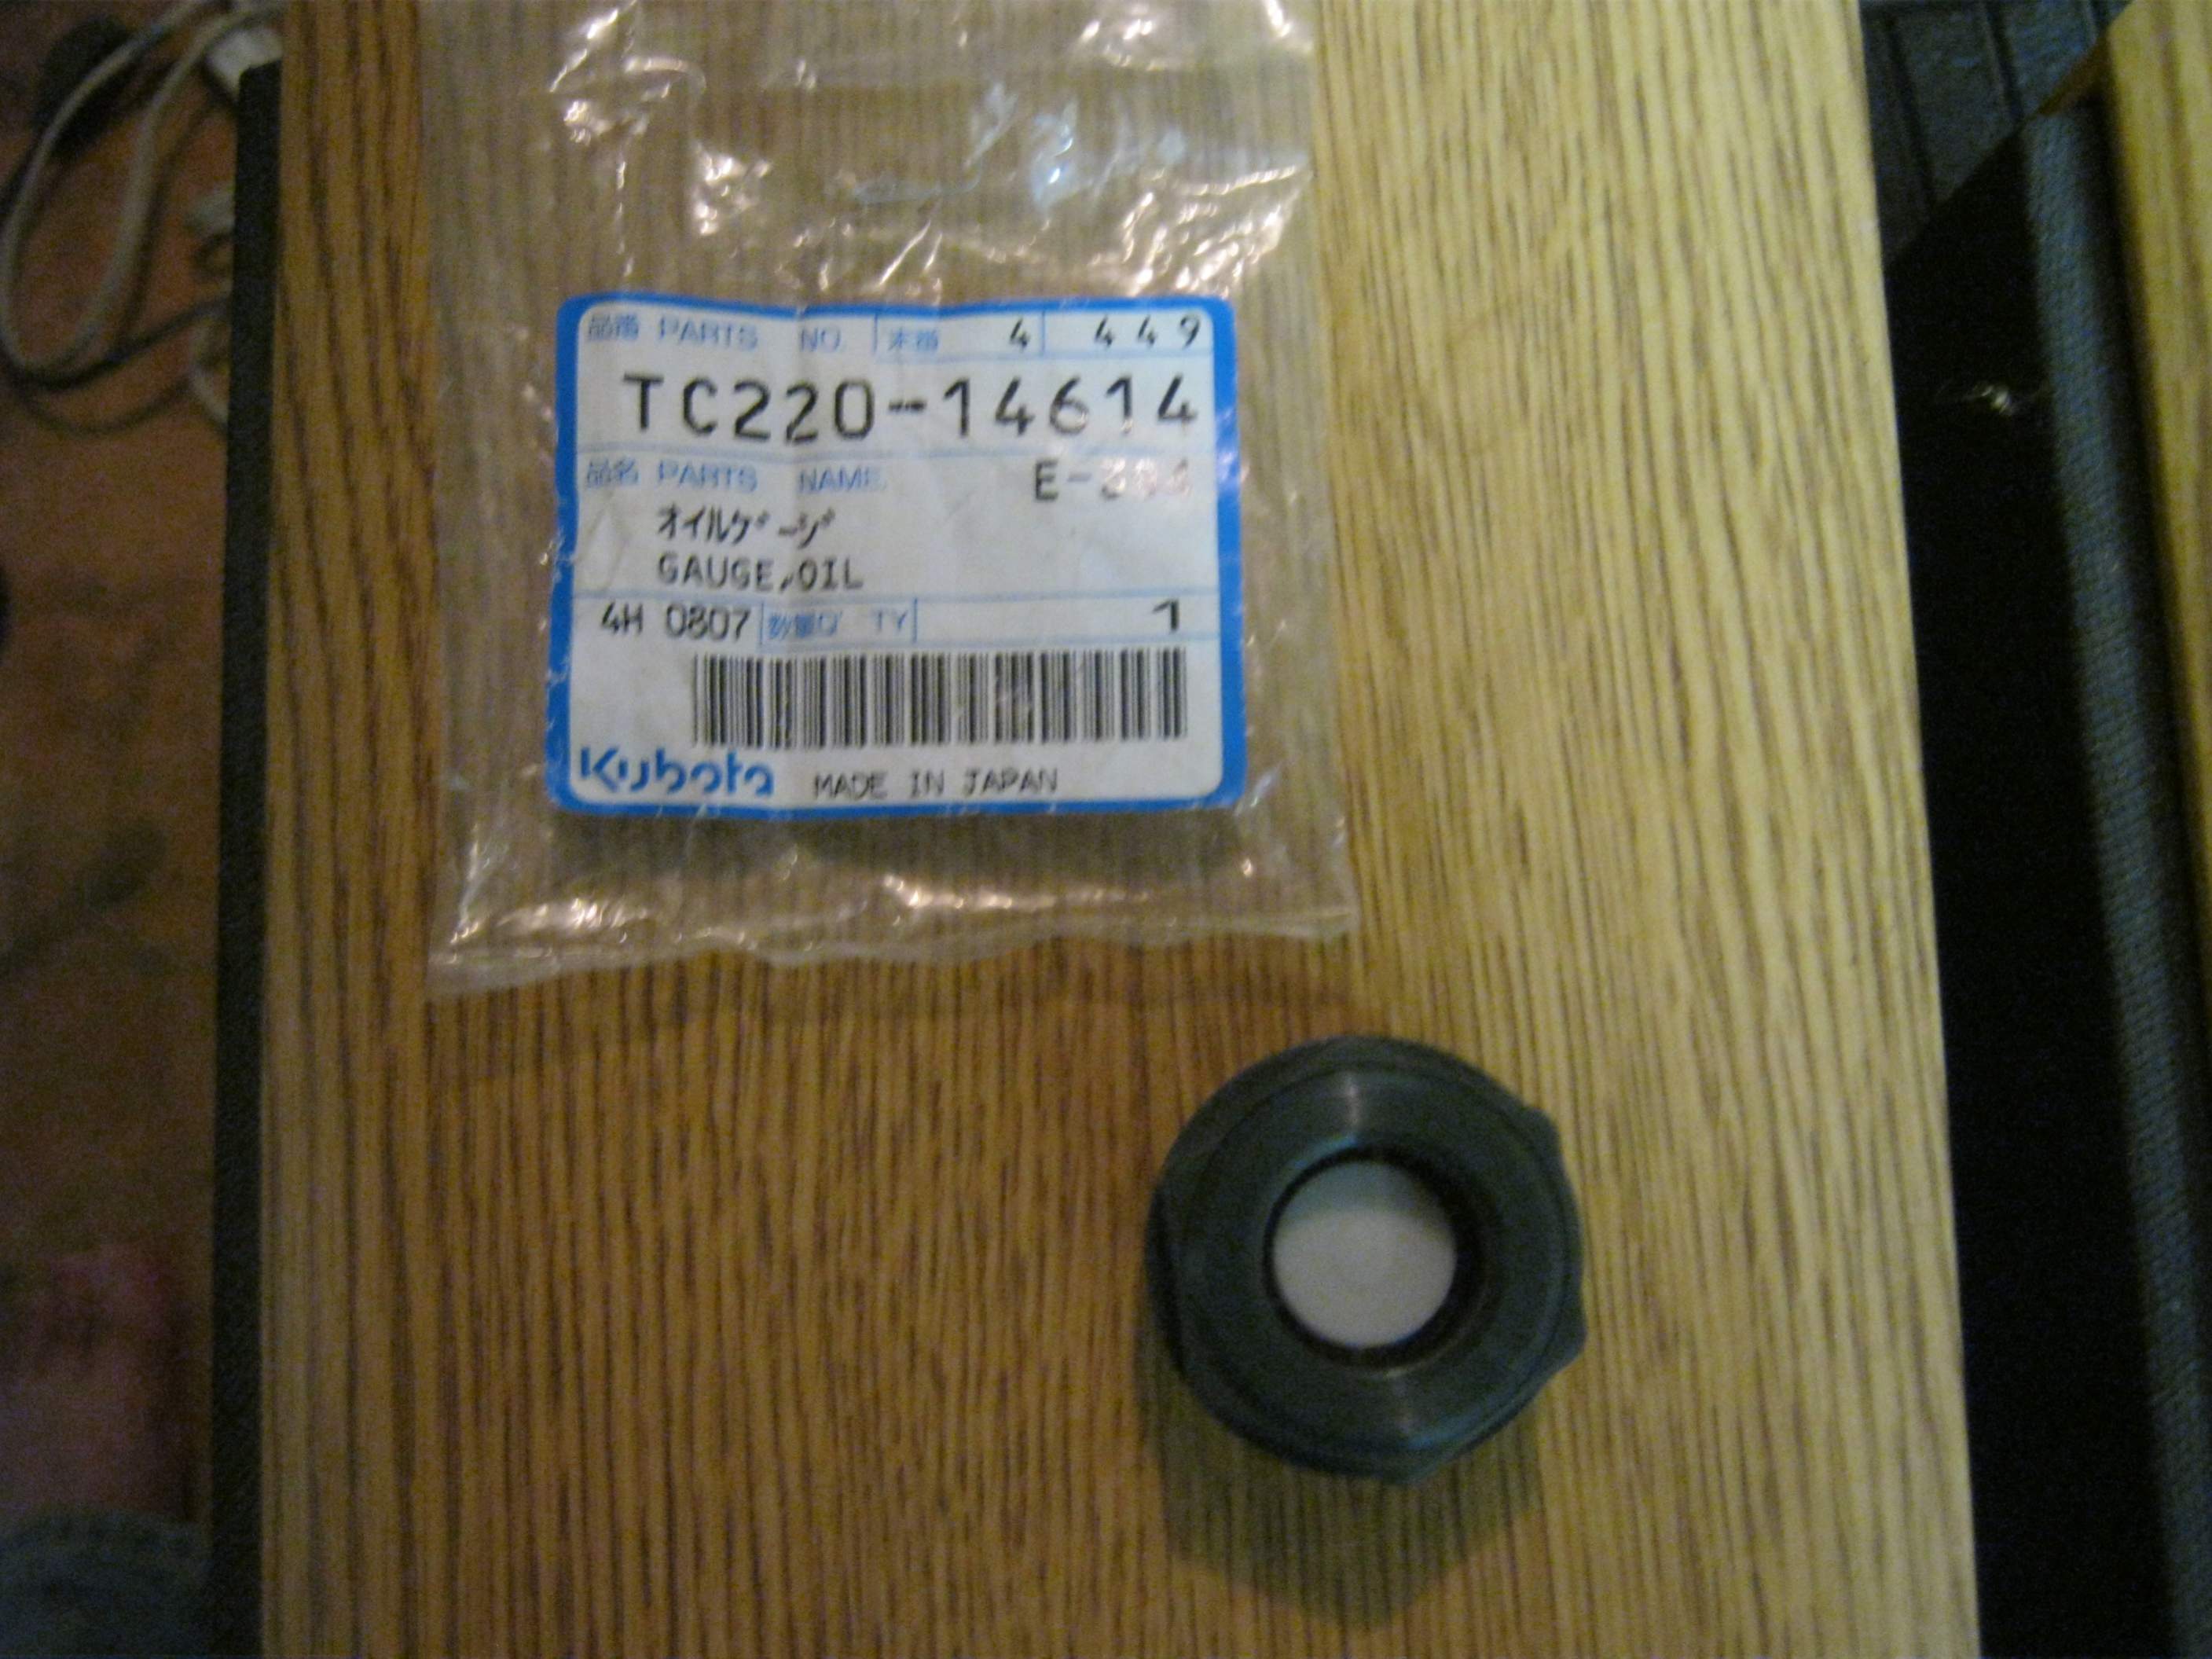 品番 PARTS NO. 末番 4 449
TC220-14614
品名 PARTS NAME
オイルゲージ
GAUGE,OIL
4H 0807 数量Q'TY 1
Kubota MADE IN JAPAN